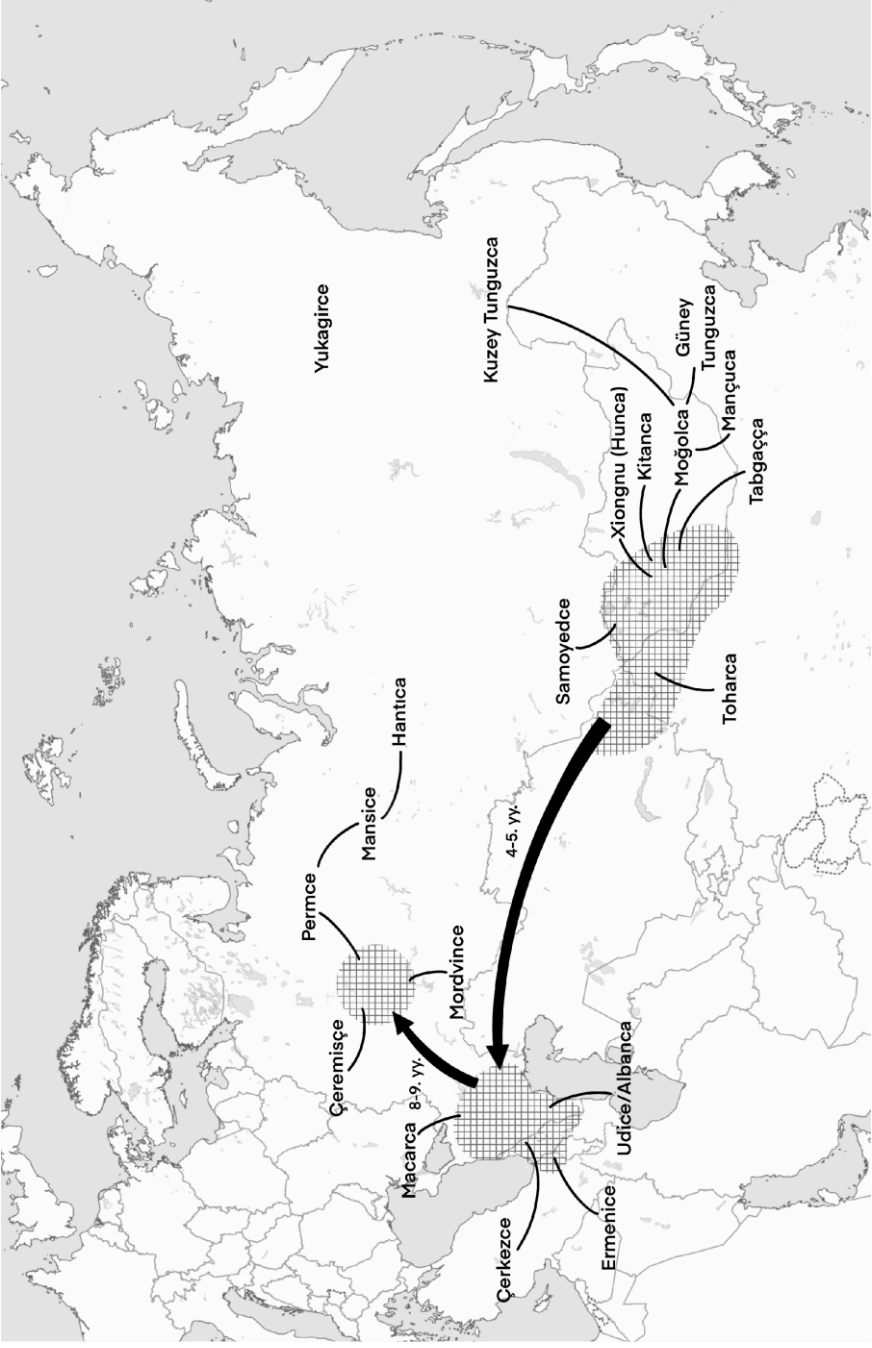 Yukagirce
Kuzey Tunguzca
Güney
Tunguzca
Mançuca
Moğolca
Kitanca
Xiongnu (Hunca)
Tabgaçça
Samoyedce
Toharca
4–5. yy.
Hantıca
Mansice
Permce
Mordvince
Çeremisçe
8–9. yy.
Macarca
Udice/Albanca
Çerkezce
Ermenice